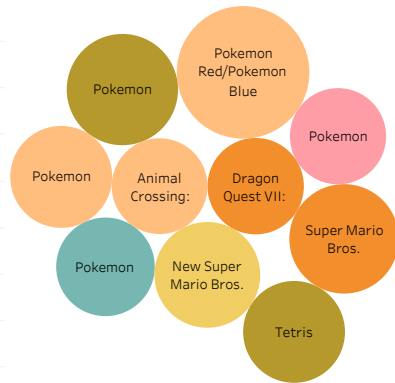 Pokemon
Red/Pokemon
Blue
Pokemon
Pokemon
Pokemon
Animal
Crossing:
Dragon
Quest VII:
Super Mario
Bros.
Pokemon
New Super
Mario Bros.
Tetris